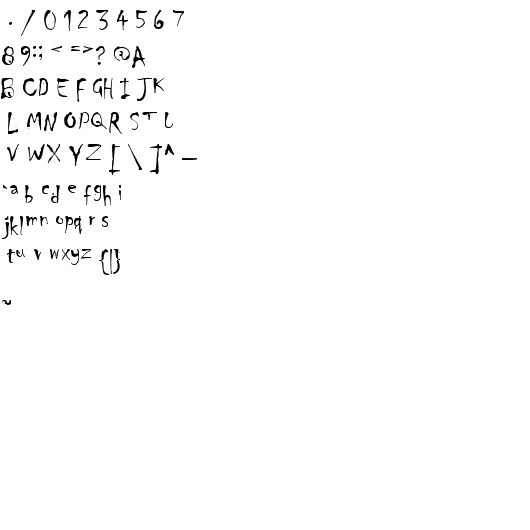 . / 0 1 2 3 4 5 6 7
8 9 : ; < = > ? @ A
B C D E F G H I J K
L M N O P Q R S T U
V W X Y Z [ \ ] ^ _
` a b c d e f g h i
j k l m n o p q r s
t u v w x y z { | }
~